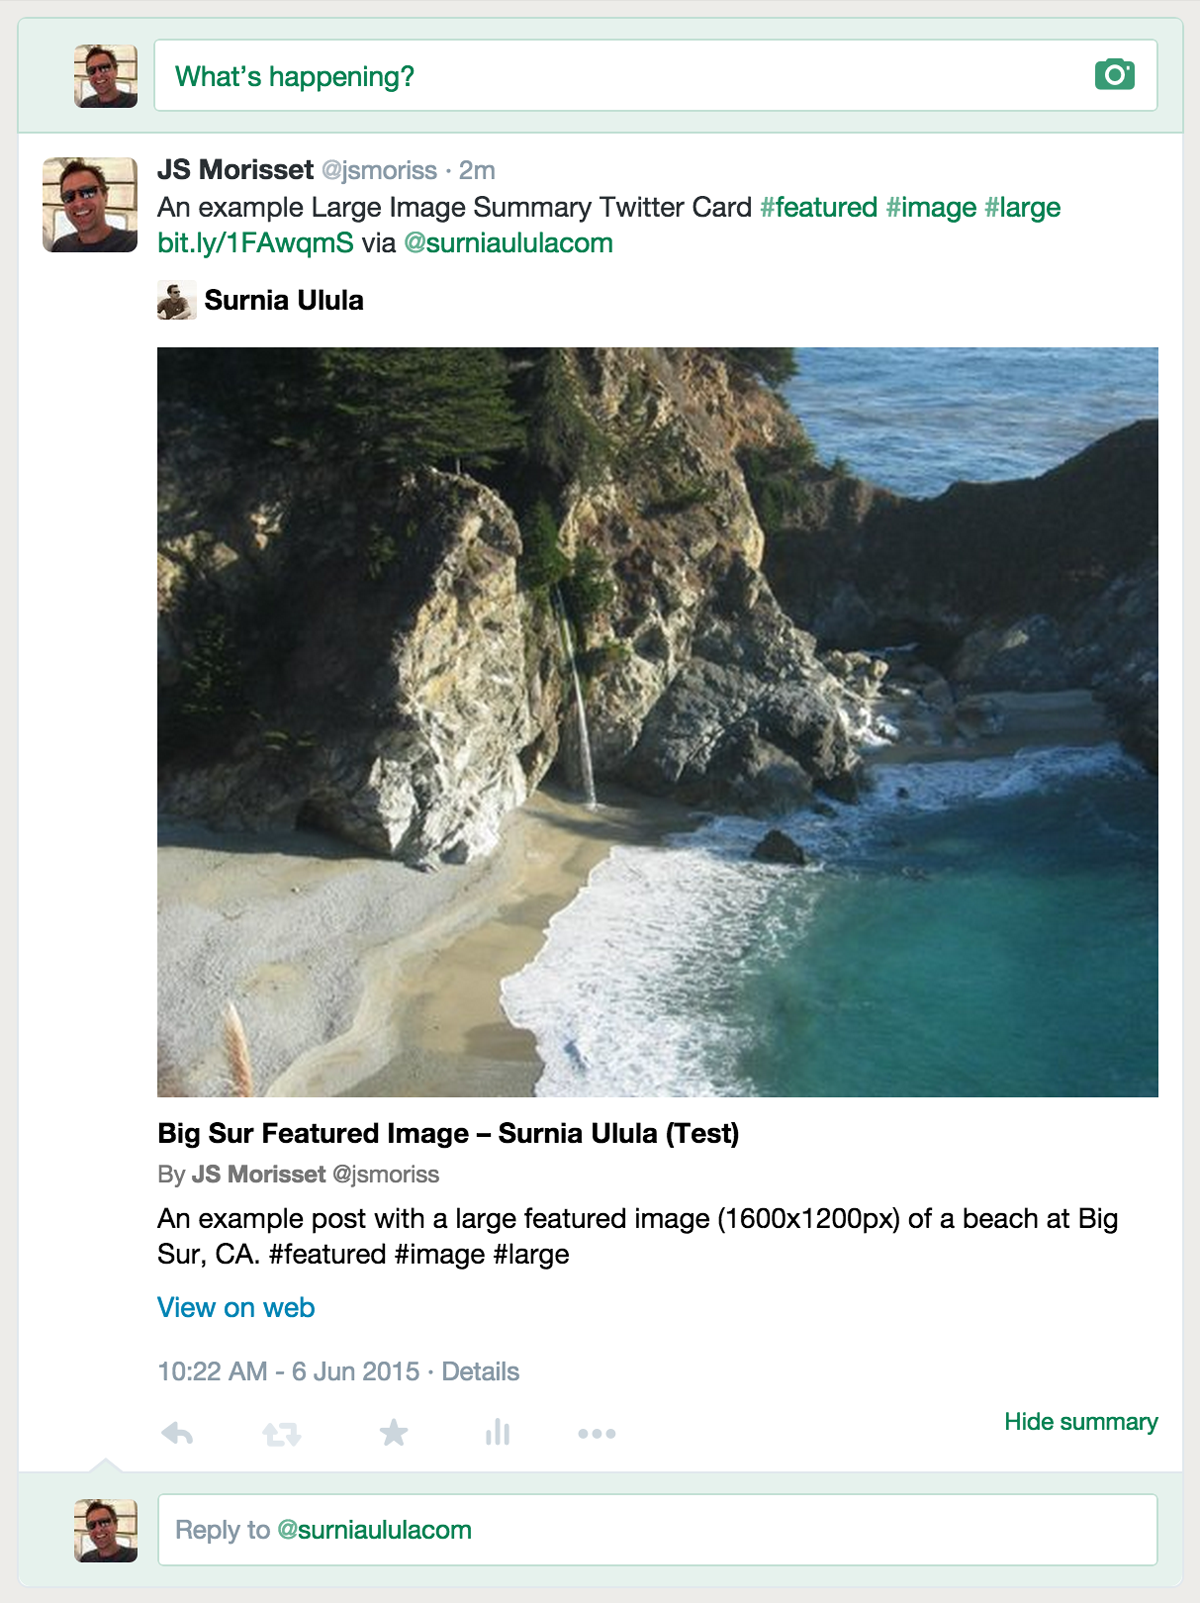 What's happening?
JS Morisset @jsmoriss · 2m
An example Large Image Summary Twitter Card #featured #image #large
bit.ly/1FAwqmS via @surniaululacom
Surnia Ulula
Big Sur Featured Image – Surnia Ulula (Test)
By JS Morisset @jsmoriss
An example post with a large featured image (1600x1200px) of a beach at Big
Sur, CA. #featured #image #large
View on web
10:22 AM - 6 Jun 2015 · Details
Hide summary
Reply to @surniaululacom